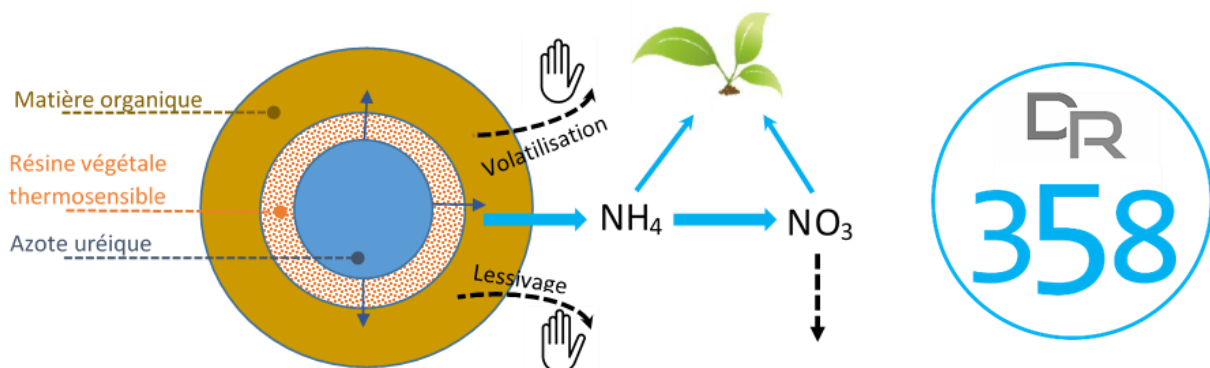 Matière organique
Résine végétale
thermosensible
Azote uréique
Volatilisation
Lessivage
NH₄
NO₃
DR
358